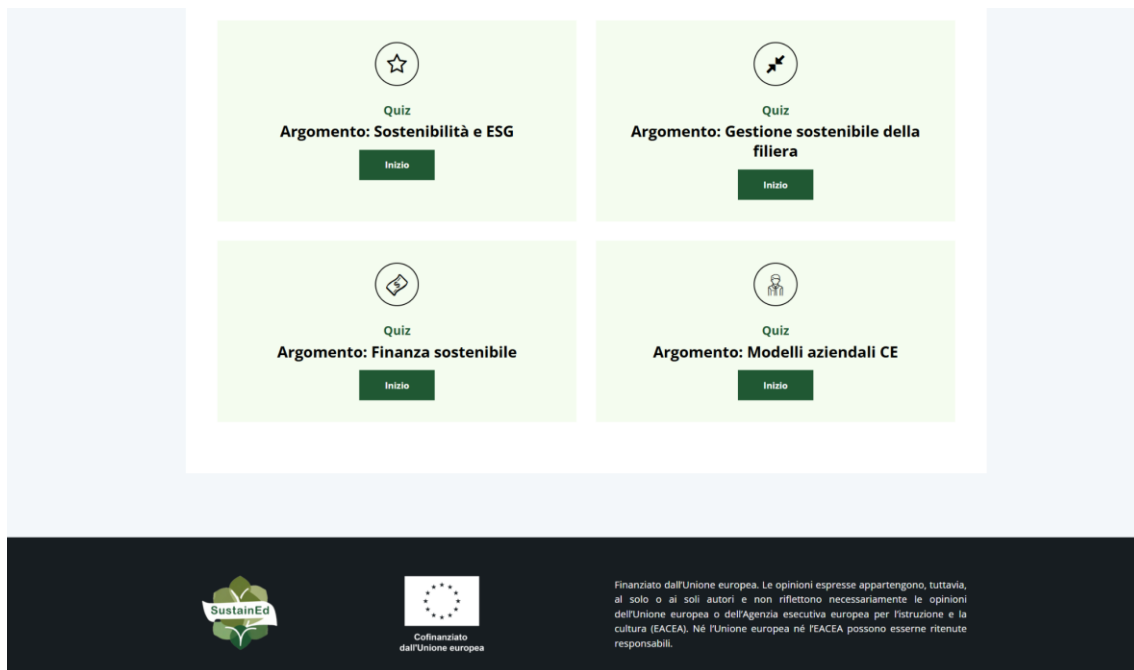 Quiz
Argomento: Sostenibilità e ESG
Inizio
Quiz
Argomento: Gestione sostenibile della
filiera
Inizio
Quiz
Argomento: Finanza sostenibile
Inizio
Quiz
Argomento: Modelli aziendali CE
Inizio
SustainEd
Cofinanziato
dall'Unione europea
Finanziato dall'Unione europea. Le opinioni espresse appartengono, tuttavia,
al solo o ai soli autori e non riflettono necessariamente le opinioni
dell'Unione europea o dell'Agenzia esecutiva europea per l'istruzione e la
cultura (EACEA). Né l'Unione europea né l'EACEA possono esserne ritenute
responsabili.